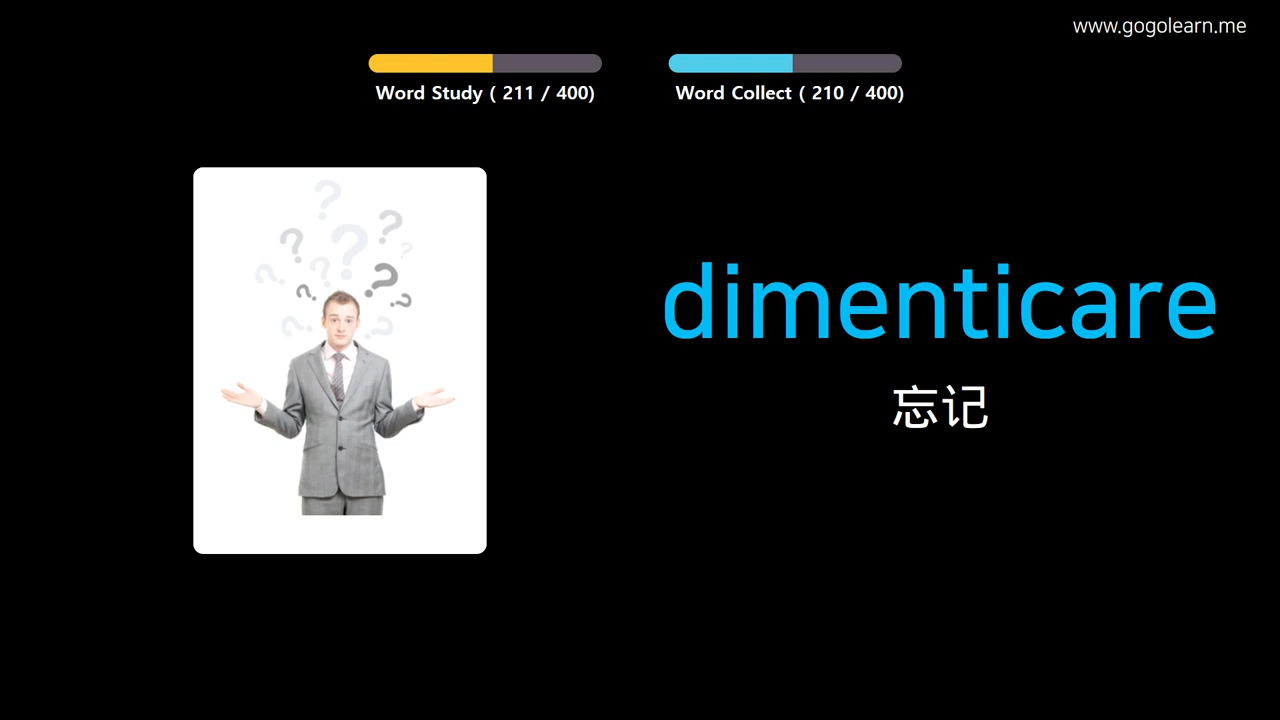 www.gogolearn.me
Word Study ( 211 / 400)
Word Collect ( 210 / 400)
dimenticare
忘记